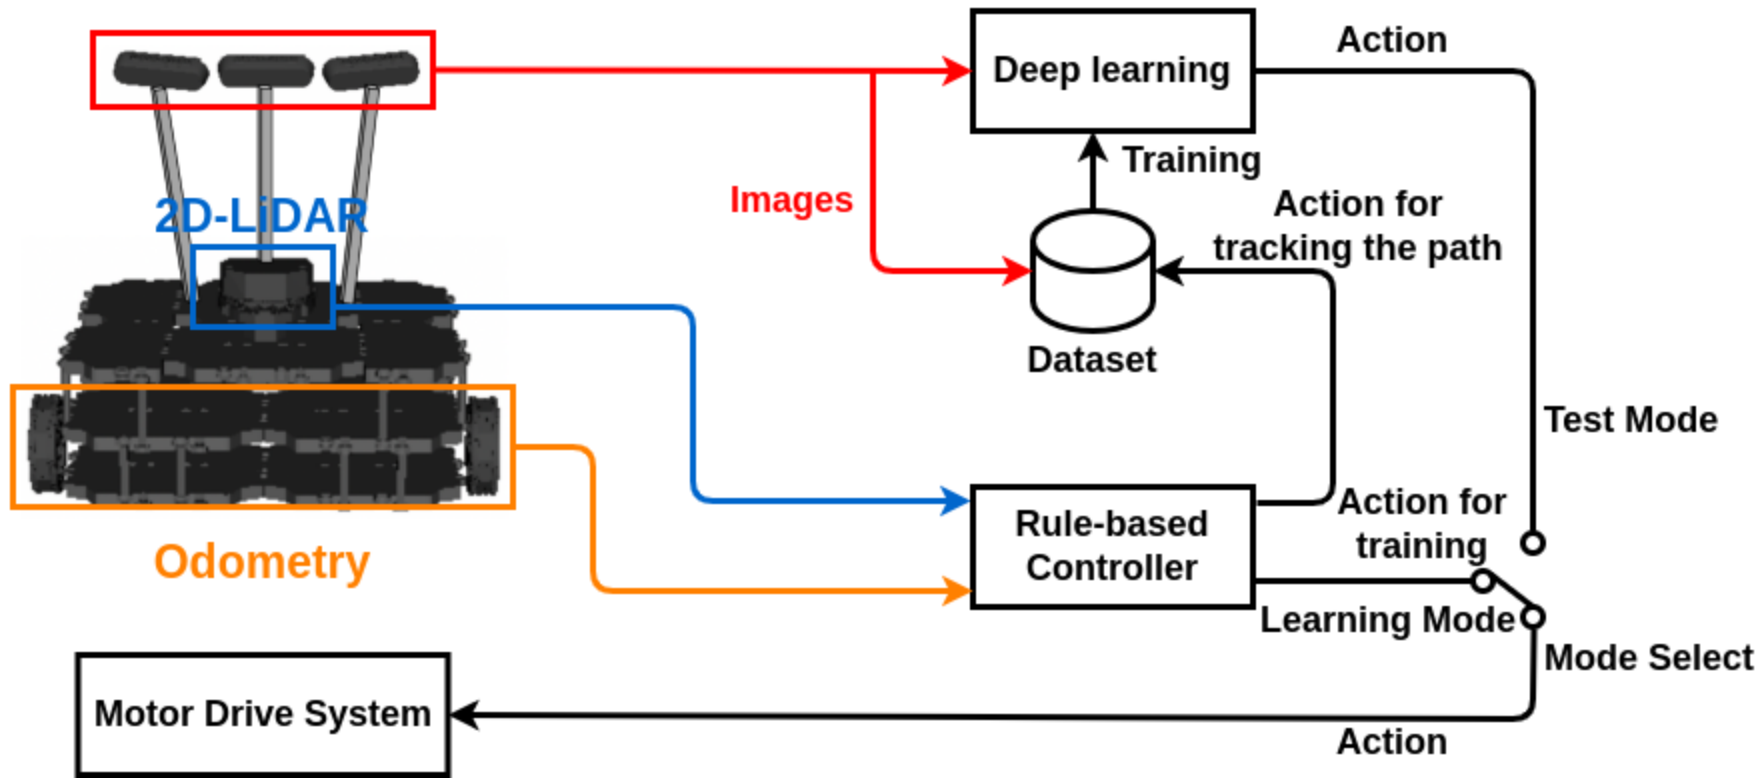 Action
Deep learning
Training
Images
2D-LiDAR
Action for
tracking the path
Dataset
Test Mode
Action for
training
Rule-based
Controller
Odometry
Learning Mode
Mode Select
Motor Drive System
Action